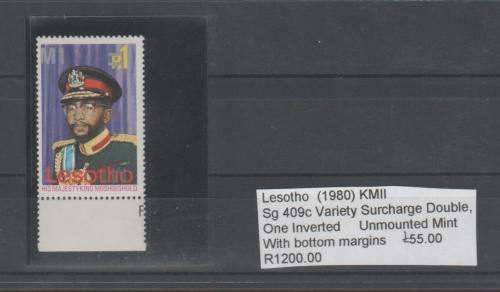 M1
R1
Lesotho
HIS MAJESTY KING MOSHOESHOE II
Lesotho (1980) KMII
Sg 409c Variety Surcharge Double,
One Inverted Unmounted Mint
With bottom margins £55.00
R1200.00